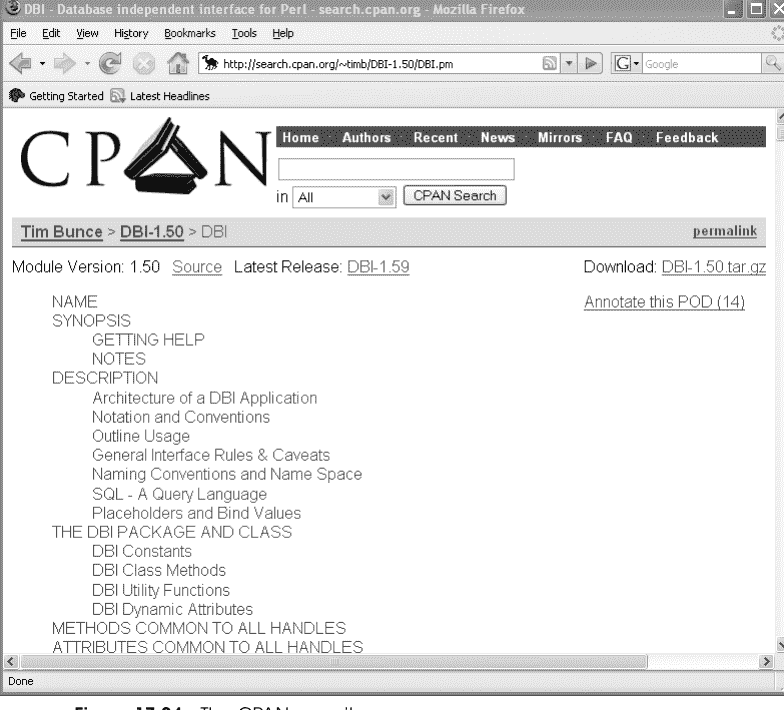 DBI - Database independent interface for Perl - search.cpan.org - Mozilla Firefox
File Edit View History Bookmarks Tools Help
http://search.cpan.org/~timb/DBI-1.50/DBI.pm
G Google
Getting Started Latest Headlines
CPAN
Home Authors Recent News Mirrors FAQ Feedback
in All CPAN Search
Tim Bunce > DBI-1.50 > DBI permalink
Module Version: 1.50 Source Latest Release: DBI-1.59 Download: DBI-1.50.tar.gz
NAME Annotate this POD (14)
SYNOPSIS
GETTING HELP
NOTES
DESCRIPTION
Architecture of a DBI Application
Notation and Conventions
Outline Usage
General Interface Rules & Caveats
Naming Conventions and Name Space
SQL - A Query Language
Placeholders and Bind Values
THE DBI PACKAGE AND CLASS
DBI Constants
DBI Class Methods
DBI Utility Functions
DBI Dynamic Attributes
METHODS COMMON TO ALL HANDLES
ATTRIBUTES COMMON TO ALL HANDLES
Done